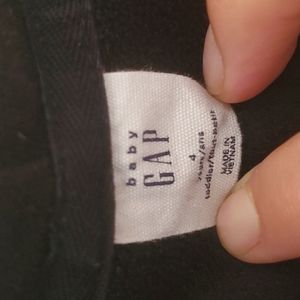 baby
GAP
4
years/ans
toddler/tout-petit
MADE IN
VIETNAM